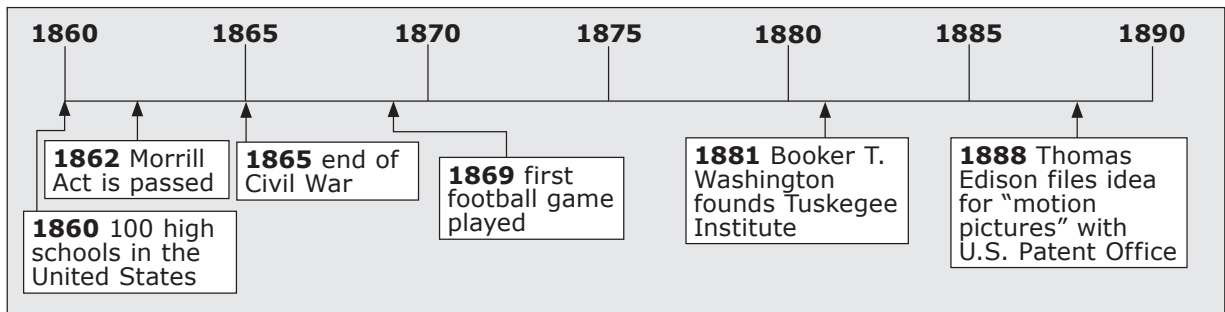 1860 1865 1870 1875 1880 1885 1890
1862 Morrill
Act is passed
1860 100 high
schools in the
United States
1865 end of
Civil War
1869 first
football game
played
1881 Booker T.
Washington
founds Tuskegee
Institute
1888 Thomas
Edison files idea
for “motion
pictures” with
U.S. Patent Office